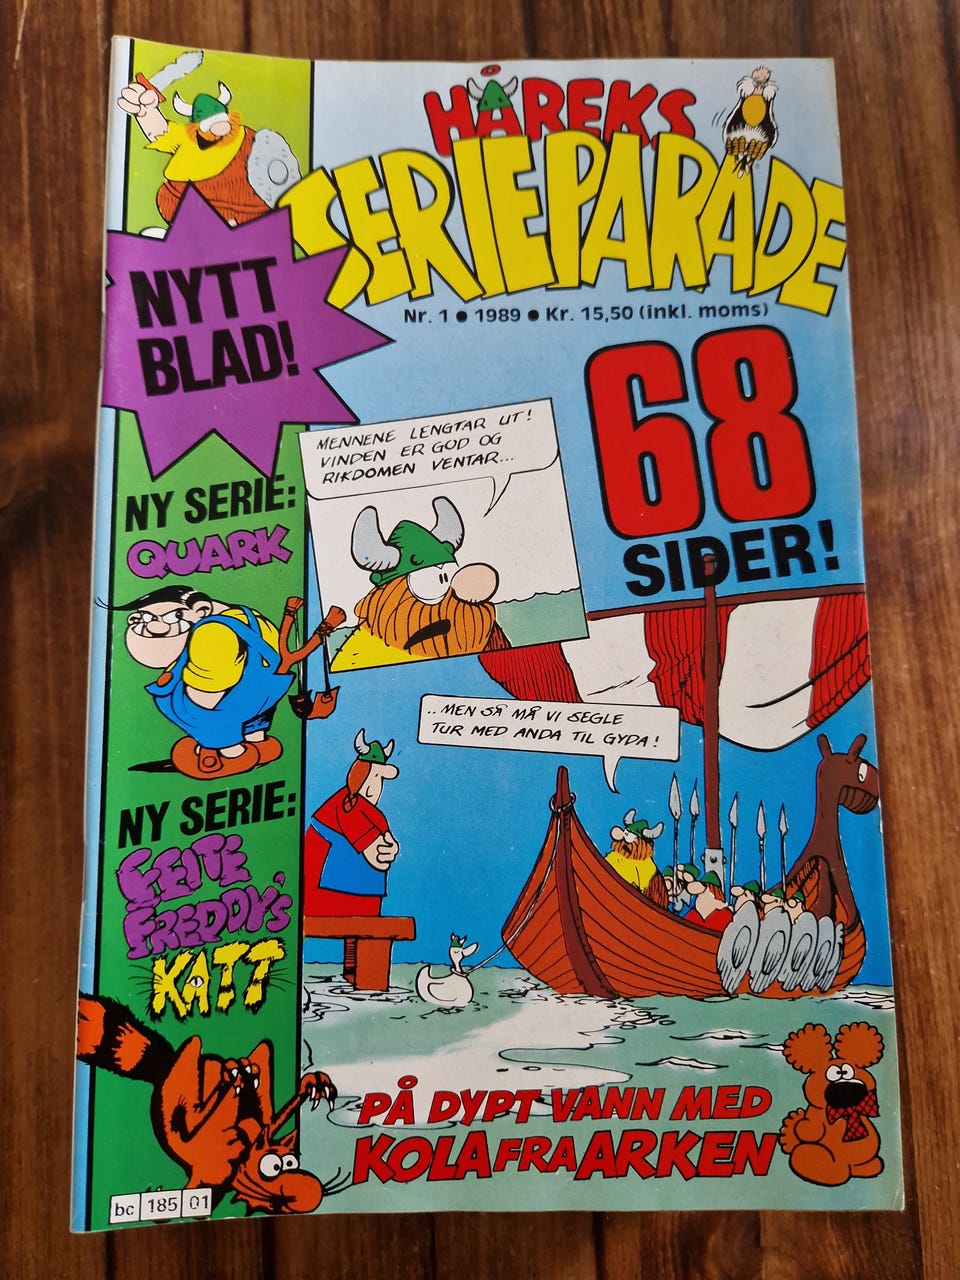 HÅREKS
SERIEPARADE
Nr. 1 • 1989 • Kr. 15,50 (inkl. moms)
NYTT
BLAD!
68
SIDER!
MENNENE LENGTAR UT!
VINDEN ER GOD OG
RIKDOMEN VENTAR...
NY SERIE:
QUARK
..MEN SÅ MÅ VI SEGLE
TUR MED ANDA TIL GYDA!
NY SERIE:
FEITE
FREDDY'S
KATT
PÅ DYPT VANN MED
KOLA FRA ARKEN
bc 185 01